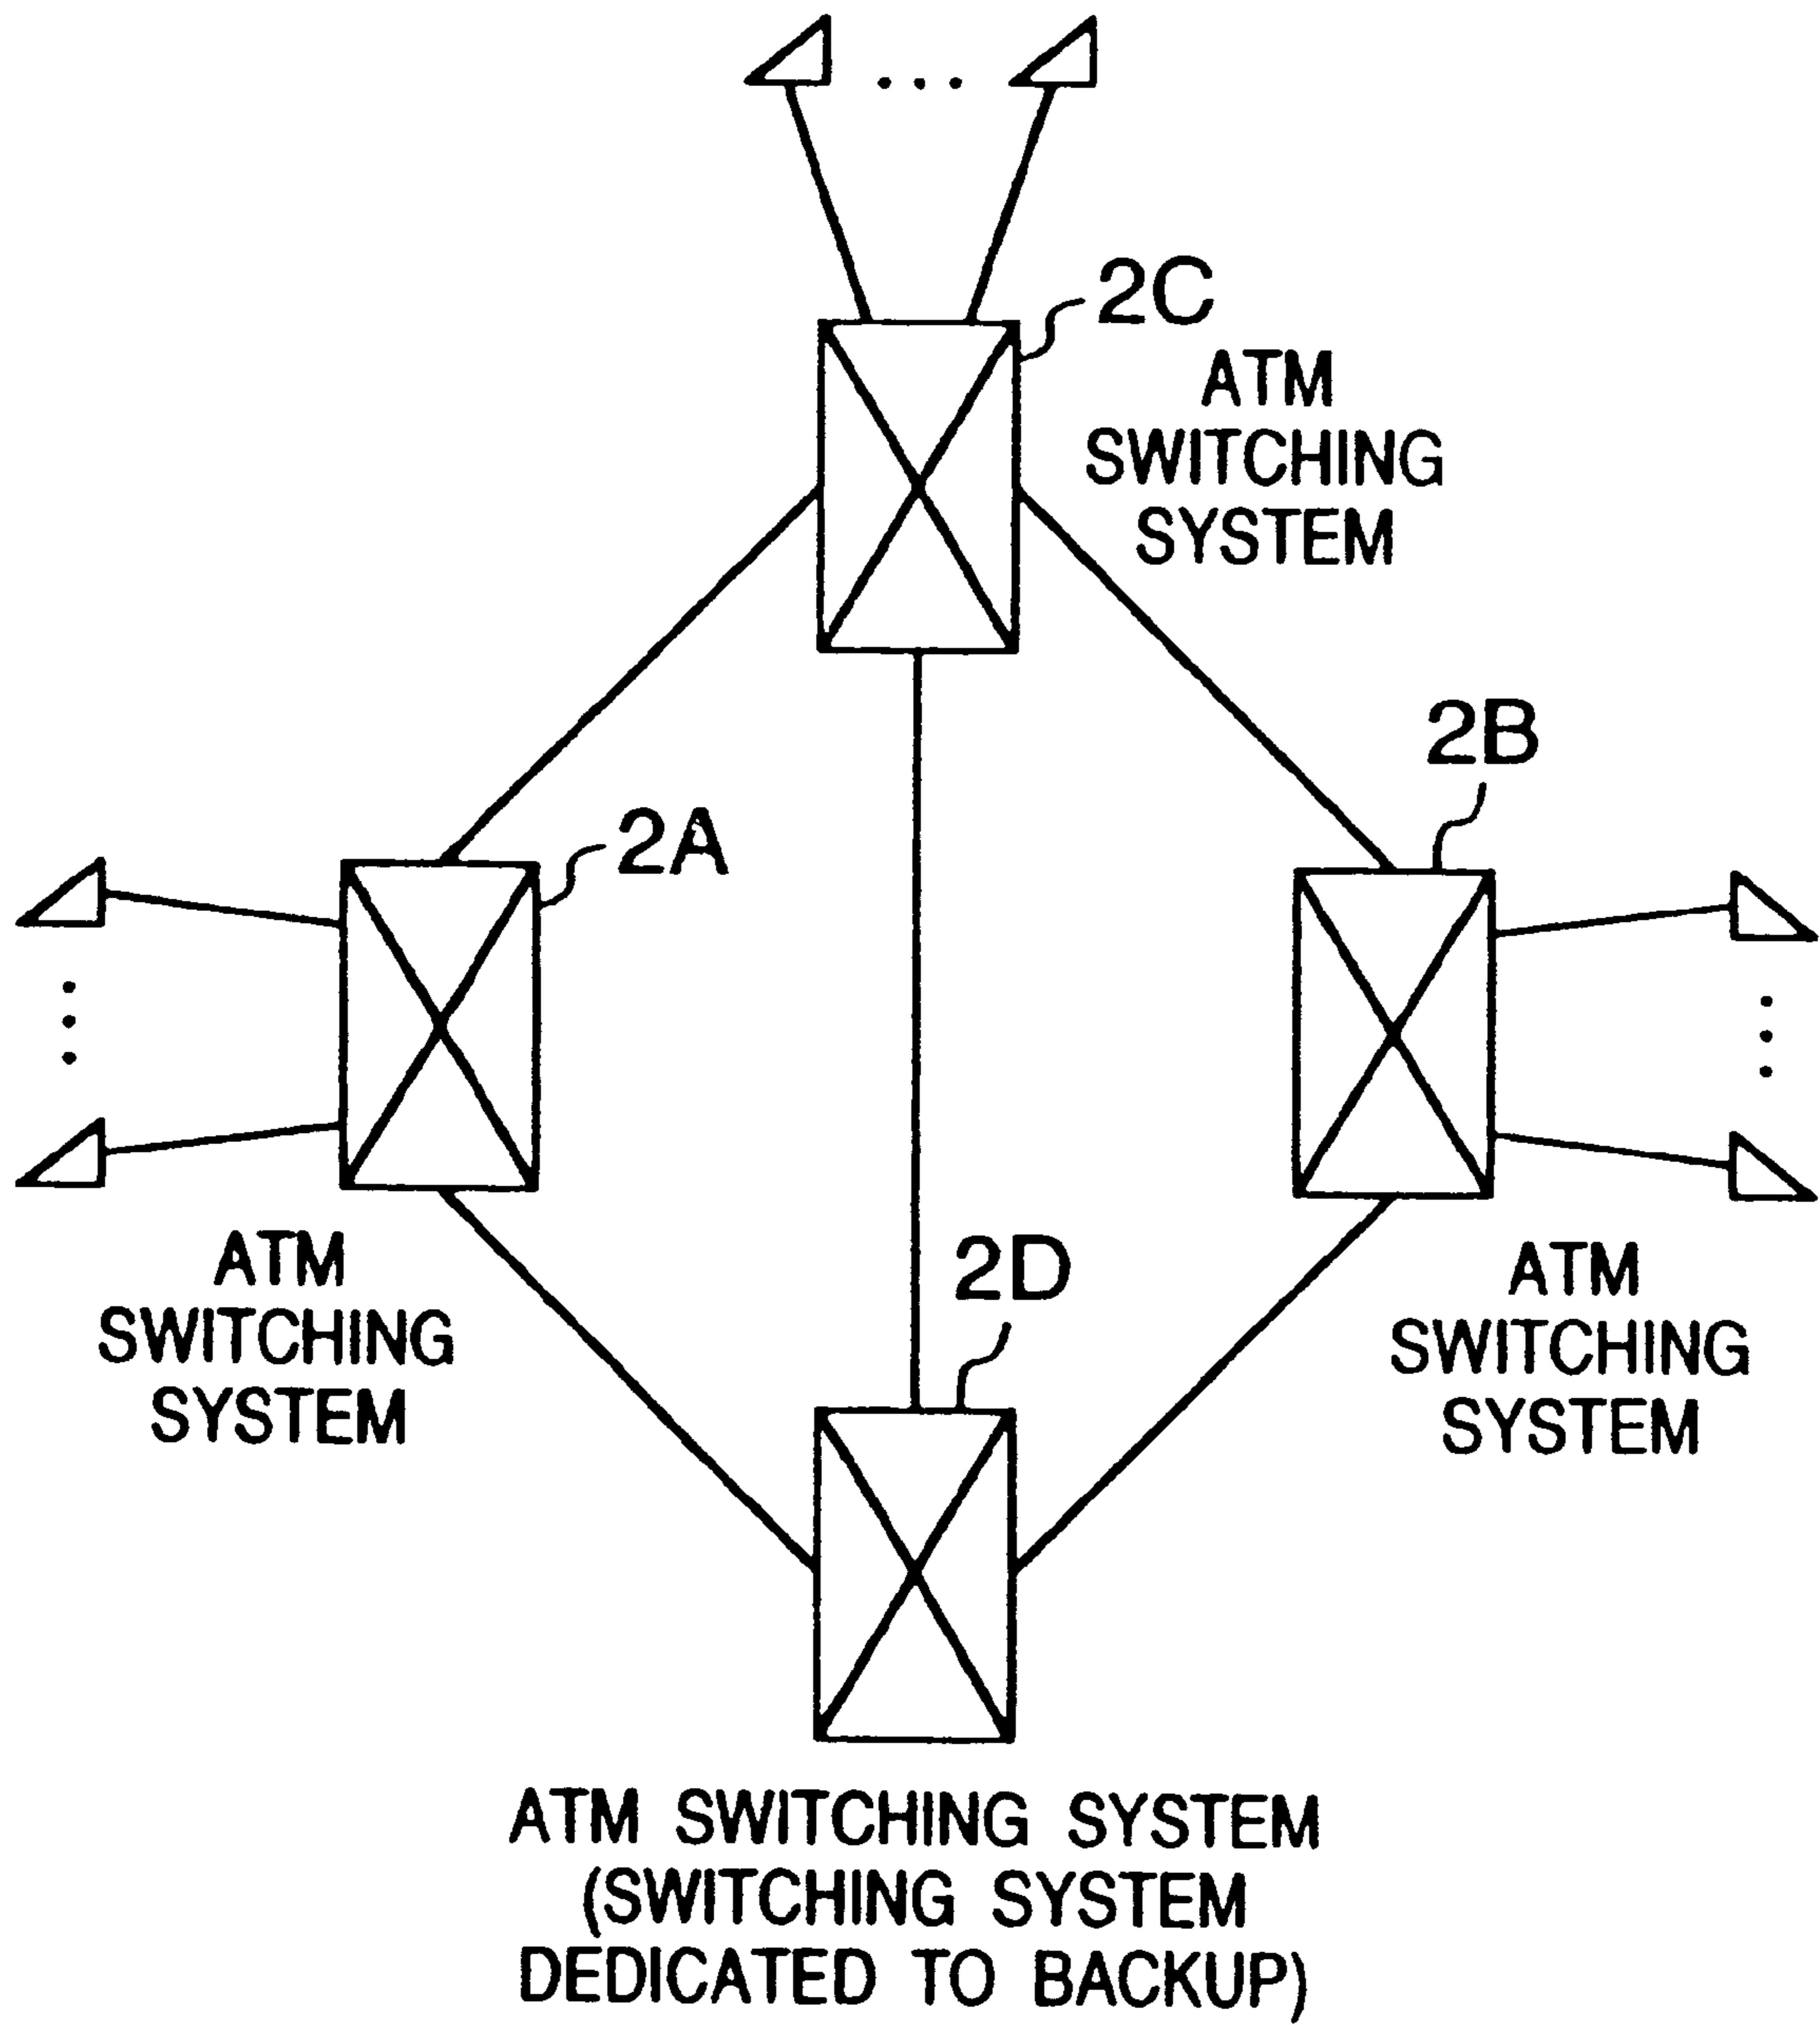 2C
ATM
SWITCHING
SYSTEM
2B
2A
ATM
SWITCHING
SYSTEM
2D
ATM
SWITCHING
SYSTEM
ATM SWITCHING SYSTEM
(SWITCHING SYSTEM
DEDICATED TO BACKUP)